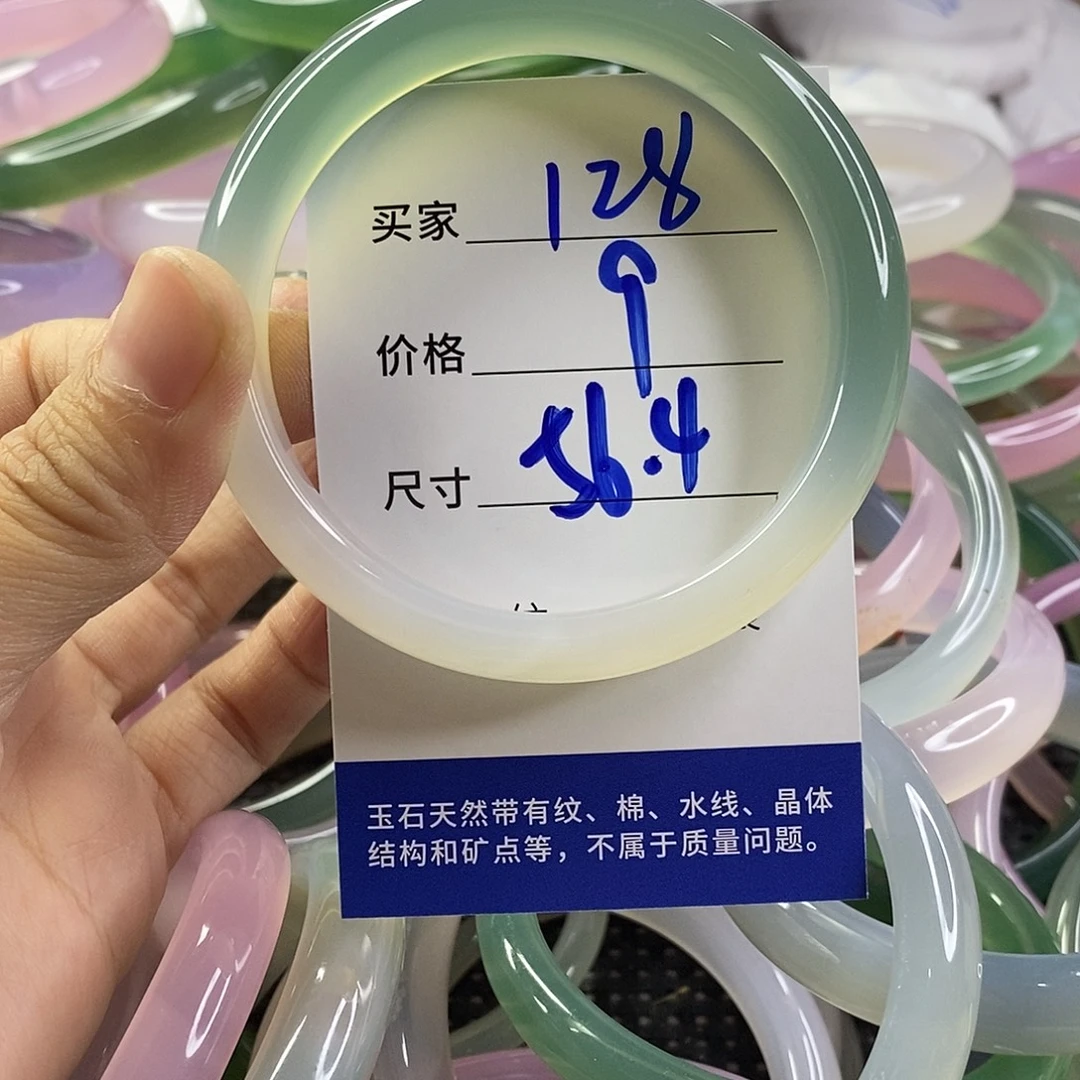 买家 128
价格 9
尺寸 56.4
玉石天然带有纹、棉、水线、晶体
结构和矿点等，不属于质量问题。